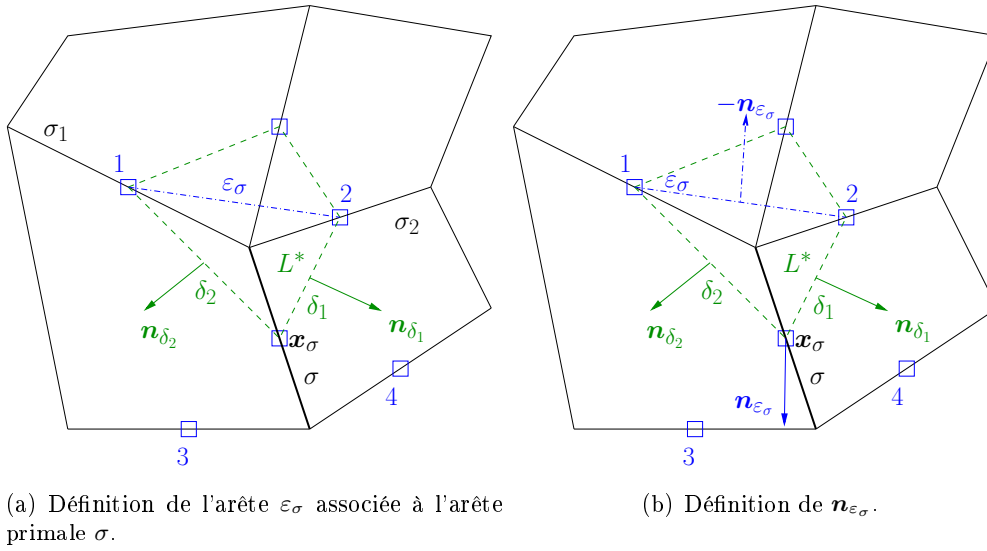 σ₁
1
ε_σ
2
σ₂
L*
δ₂
δ₁
n_δ₂
n_δ₁
x_σ
σ
4
3
(a) Définition de l'arête ε_σ associée à l'arête
primale σ.
σ₁
−n_ε_σ
1
ε_σ
2
L*
δ₂
δ₁
n_δ₂
n_δ₁
x_σ
σ
n_ε_σ
4
3
(b) Définition de n_ε_σ.